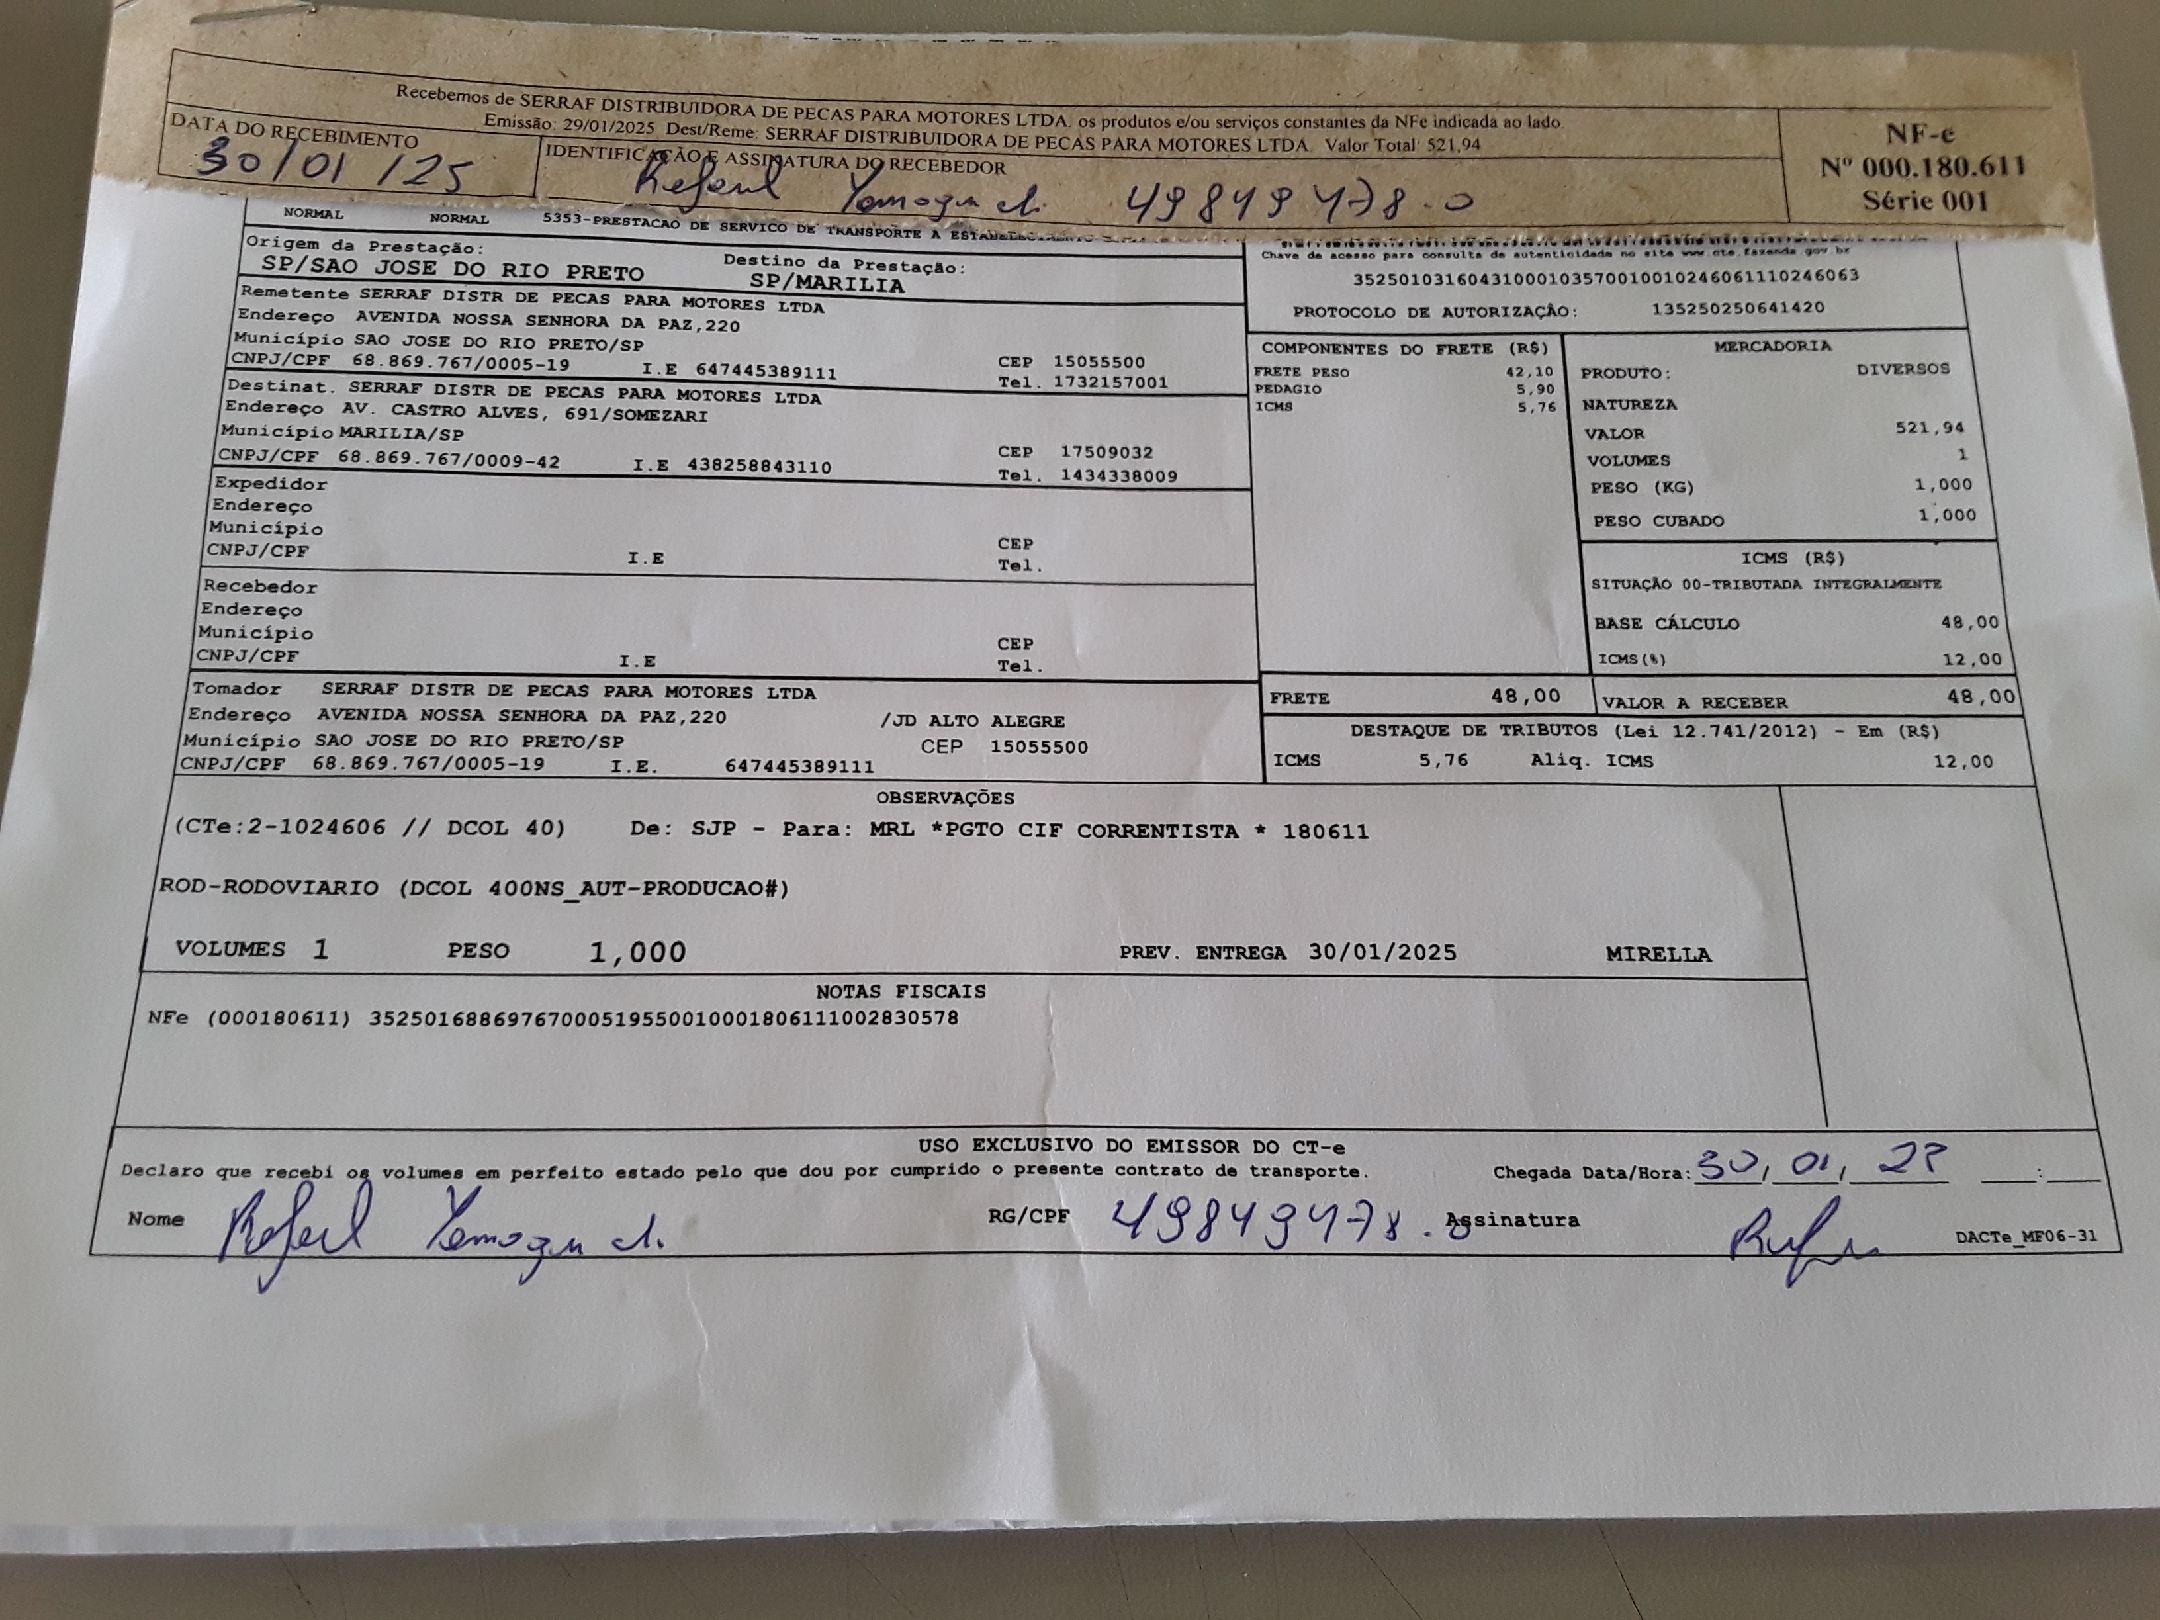 Recebemos de SERRAF DISTRIBUIDORA DE PECAS PARA MOTORES LTDA. os produtos e/ou serviços constantes da NFe indicada ao lado.
Emissão: 29/01/2025 Dest/Reme: SERRAF DISTRIBUIDORA DE PECAS PARA MOTORES LTDA. Valor Total: 521,94
DATA DO RECEBIMENTO
30/01/25
IDENTIFICAÇÃO E ASSINATURA DO RECEBEDOR
49849478-0
NF-e
Nº 000.180.611
Série 001
NORMAL NORMAL 5353-PRESTACAO DE SERVICO DE TRANSPORTE A
Origem da Prestação:
SP/SAO JOSE DO RIO PRETO
Destino da Prestação:
SP/MARILIA
Chave de acesso para consulta de autenticidade no site www.cte.fazenda.gov.br
35250103160431000103570010010246061110246063
PROTOCOLO DE AUTORIZAÇÃO: 135250250641420
Remetente SERRAF DISTR DE PECAS PARA MOTORES LTDA
Endereço AVENIDA NOSSA SENHORA DA PAZ,220
Município SAO JOSE DO RIO PRETO/SP
CEP 15055500
CNPJ/CPF 68.869.767/0005-19 I.E 647445389111
Tel. 1732157001
Destinat. SERRAF DISTR DE PECAS PARA MOTORES LTDA
Endereço AV. CASTRO ALVES, 691/SOMEZARI
Município MARILIA/SP
CEP 17509032
CNPJ/CPF 68.869.767/0009-42 I.E 438258843110
Tel. 1434338009
Expedidor
Endereço
Município
CEP
CNPJ/CPF I.E
Tel.
Recebedor
Endereço
Município
CEP
CNPJ/CPF I.E
Tel.
Tomador SERRAF DISTR DE PECAS PARA MOTORES LTDA
Endereço AVENIDA NOSSA SENHORA DA PAZ,220 /JD ALTO ALEGRE
Município SAO JOSE DO RIO PRETO/SP CEP 15055500
CNPJ/CPF 68.869.767/0005-19 I.E. 647445389111
COMPONENTES DO FRETE (R$)
FRETE PESO 42,10
PEDAGIO 5,90
ICMS 5,76
MERCADORIA
PRODUTO: DIVERSOS
NATUREZA
VALOR 521,94
VOLUMES 1
PESO (KG) 1,000
PESO CUBADO 1,000
ICMS (R$)
SITUAÇÃO 00-TRIBUTADA INTEGRALMENTE
BASE CÁLCULO 48,00
ICMS(%) 12,00
FRETE 48,00 VALOR A RECEBER 48,00
DESTAQUE DE TRIBUTOS (Lei 12.741/2012) - Em (R$)
ICMS 5,76 Aliq. ICMS 12,00
OBSERVAÇÕES
(CTe:2-1024606 // DCOL 40) De: SJP - Para: MRL *PGTO CIF CORRENTISTA * 180611
ROD-RODOVIARIO (DCOL 400NS_AUT-PRODUCAO#)
VOLUMES 1 PESO 1,000 PREV. ENTREGA 30/01/2025 MIRELLA
NOTAS FISCAIS
NFe (000180611) 35250168869767000519550010001806111002830578
USO EXCLUSIVO DO EMISSOR DO CT-e
Declaro que recebi os volumes em perfeito estado pelo que dou por cumprido o presente contrato de transporte.
Chegada Data/Hora: 30, 01,
Nome
RG/CPF 49849478.0 Assinatura
DACTe_MF06-31